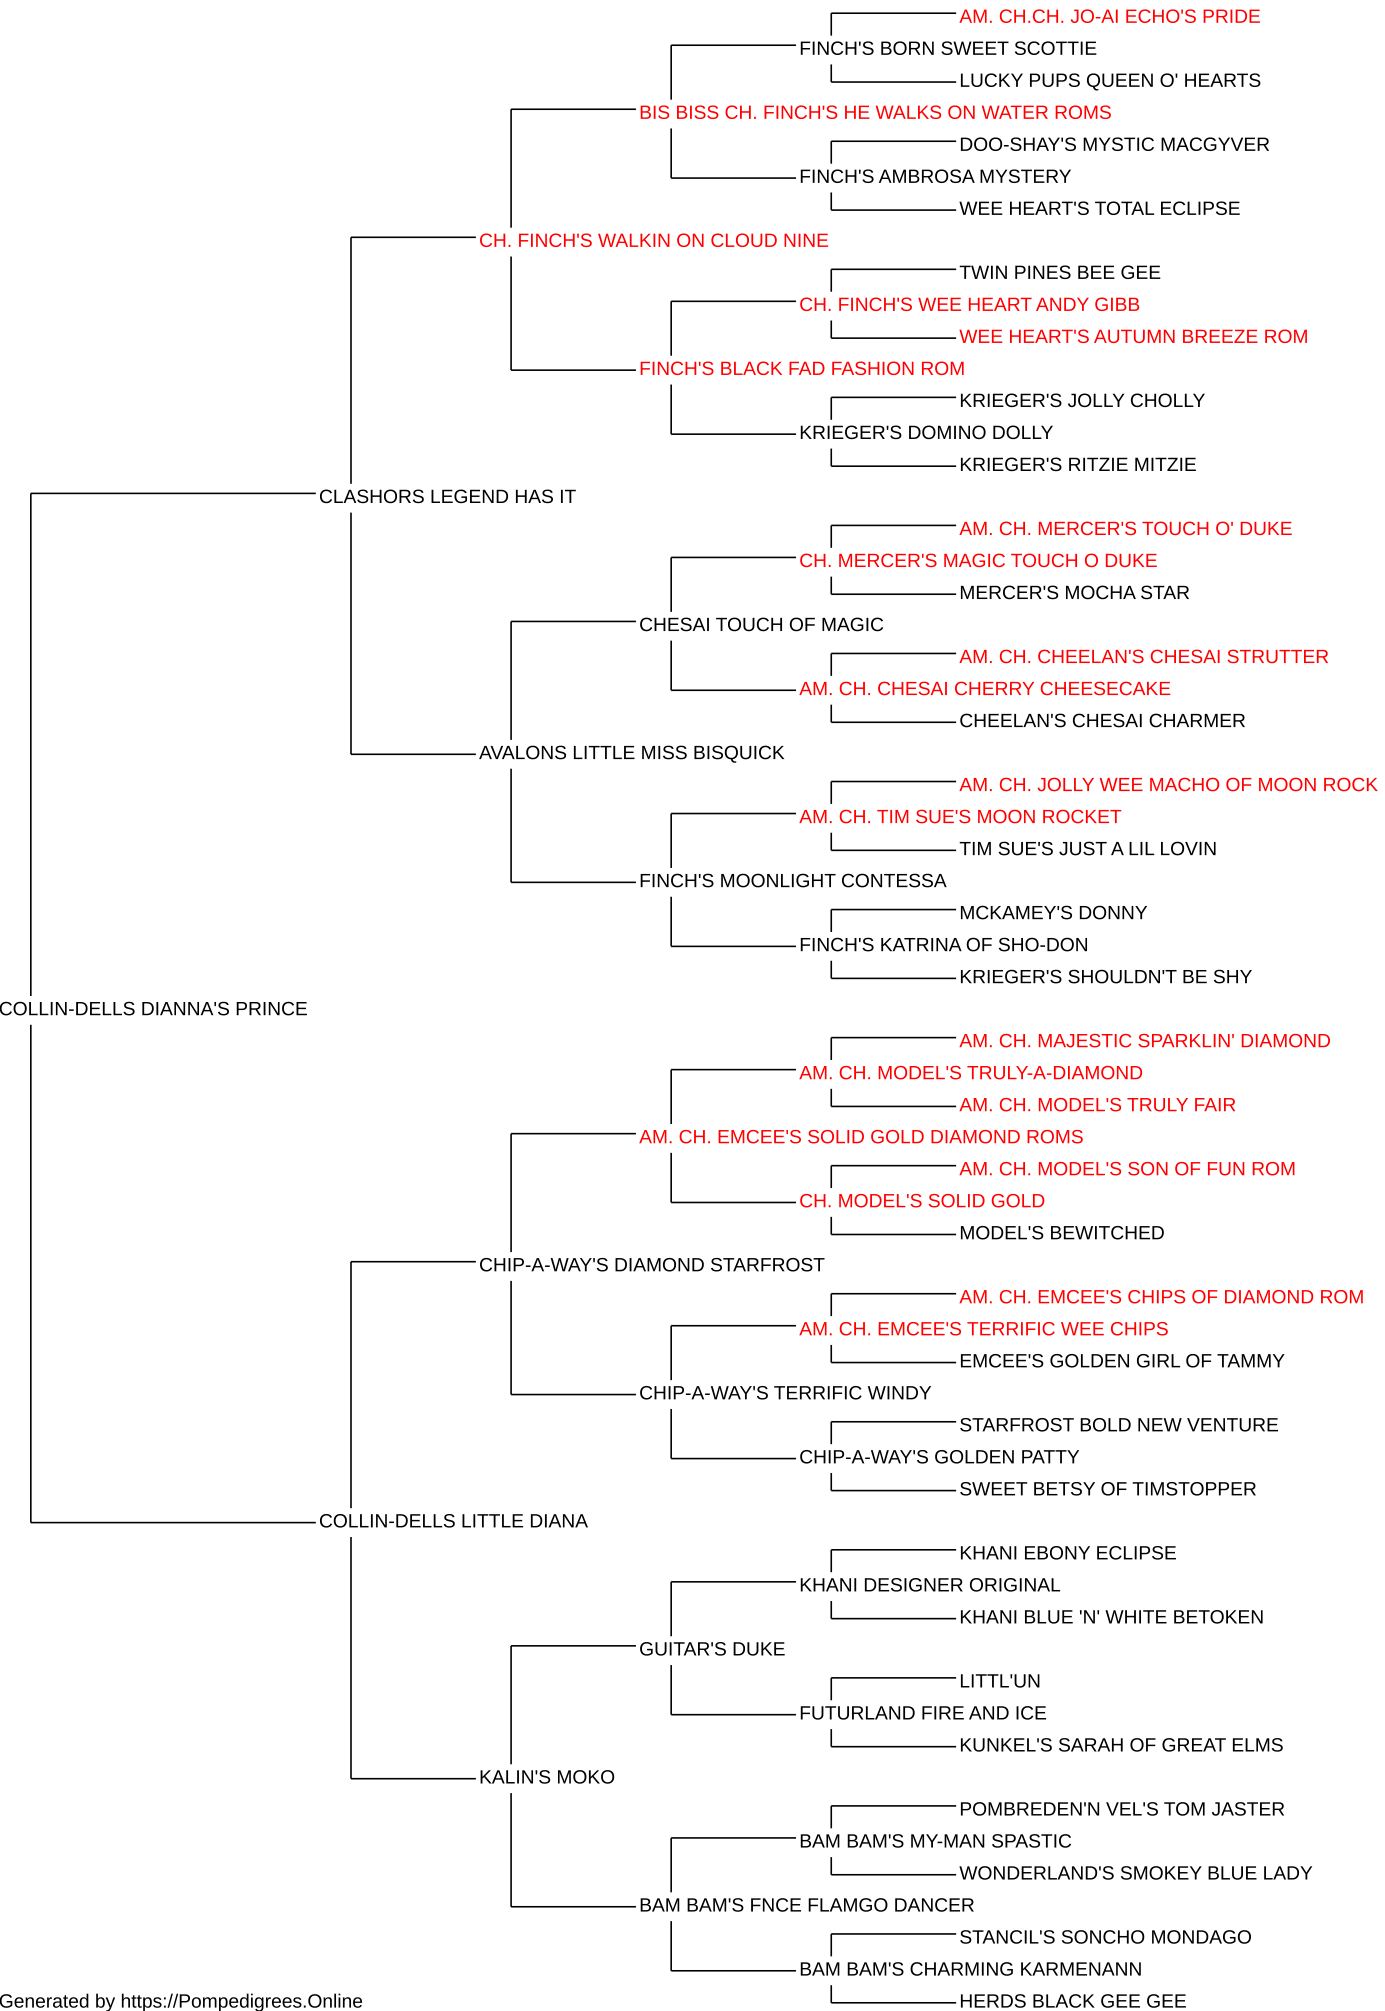 AM. CH.CH. JO-AI ECHO'S PRIDE
FINCH'S BORN SWEET SCOTTIE
LUCKY PUPS QUEEN O' HEARTS
BIS BISS CH. FINCH'S HE WALKS ON WATER ROMS
DOO-SHAY'S MYSTIC MACGYVER
FINCH'S AMBROSA MYSTERY
WEE HEART'S TOTAL ECLIPSE
CH. FINCH'S WALKIN ON CLOUD NINE
TWIN PINES BEE GEE
CH. FINCH'S WEE HEART ANDY GIBB
WEE HEART'S AUTUMN BREEZE ROM
FINCH'S BLACK FAD FASHION ROM
KRIEGER'S JOLLY CHOLLY
KRIEGER'S DOMINO DOLLY
KRIEGER'S RITZIE MITZIE
CLASHORS LEGEND HAS IT
AM. CH. MERCER'S TOUCH O' DUKE
CH. MERCER'S MAGIC TOUCH O DUKE
MERCER'S MOCHA STAR
CHESAI TOUCH OF MAGIC
AM. CH. CHEELAN'S CHESAI STRUTTER
AM. CH. CHESAI CHERRY CHEESECAKE
CHEELAN'S CHESAI CHARMER
AVALONS LITTLE MISS BISQUICK
AM. CH. JOLLY WEE MACHO OF MOON ROCK
AM. CH. TIM SUE'S MOON ROCKET
TIM SUE'S JUST A LIL LOVIN
FINCH'S MOONLIGHT CONTESSA
MCKAMEY'S DONNY
FINCH'S KATRINA OF SHO-DON
KRIEGER'S SHOULDN'T BE SHY
COLLIN-DELLS DIANNA'S PRINCE
AM. CH. MAJESTIC SPARKLIN' DIAMOND
AM. CH. MODEL'S TRULY-A-DIAMOND
AM. CH. MODEL'S TRULY FAIR
AM. CH. EMCEE'S SOLID GOLD DIAMOND ROMS
AM. CH. MODEL'S SON OF FUN ROM
CH. MODEL'S SOLID GOLD
MODEL'S BEWITCHED
CHIP-A-WAY'S DIAMOND STARFROST
AM. CH. EMCEE'S CHIPS OF DIAMOND ROM
AM. CH. EMCEE'S TERRIFIC WEE CHIPS
EMCEE'S GOLDEN GIRL OF TAMMY
CHIP-A-WAY'S TERRIFIC WINDY
STARFROST BOLD NEW VENTURE
CHIP-A-WAY'S GOLDEN PATTY
SWEET BETSY OF TIMSTOPPER
COLLIN-DELLS LITTLE DIANA
KHANI EBONY ECLIPSE
KHANI DESIGNER ORIGINAL
KHANI BLUE 'N' WHITE BETOKEN
GUITAR'S DUKE
LITTL'UN
FUTURLAND FIRE AND ICE
KUNKEL'S SARAH OF GREAT ELMS
KALIN'S MOKO
POMBREDEN'N VEL'S TOM JASTER
BAM BAM'S MY-MAN SPASTIC
WONDERLAND'S SMOKEY BLUE LADY
BAM BAM'S FNCE FLAMGO DANCER
STANCIL'S SONCHO MONDAGO
BAM BAM'S CHARMING KARMENANN
HERDS BLACK GEE GEE
Generated by https://Pompedigrees.Online